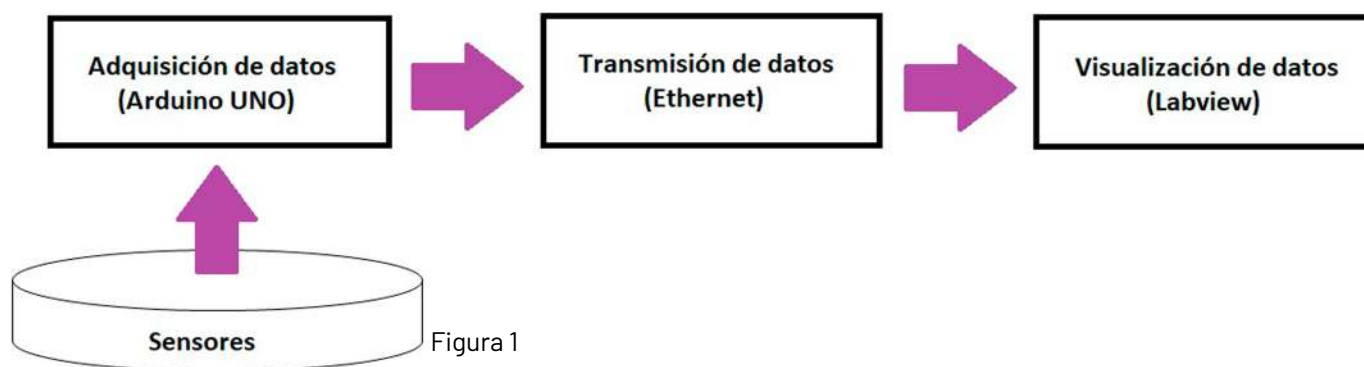 Adquisición de datos
(Arduino UNO)
Transmisión de datos
(Ethernet)
Visualización de datos
(Labview)
Sensores
Figura 1